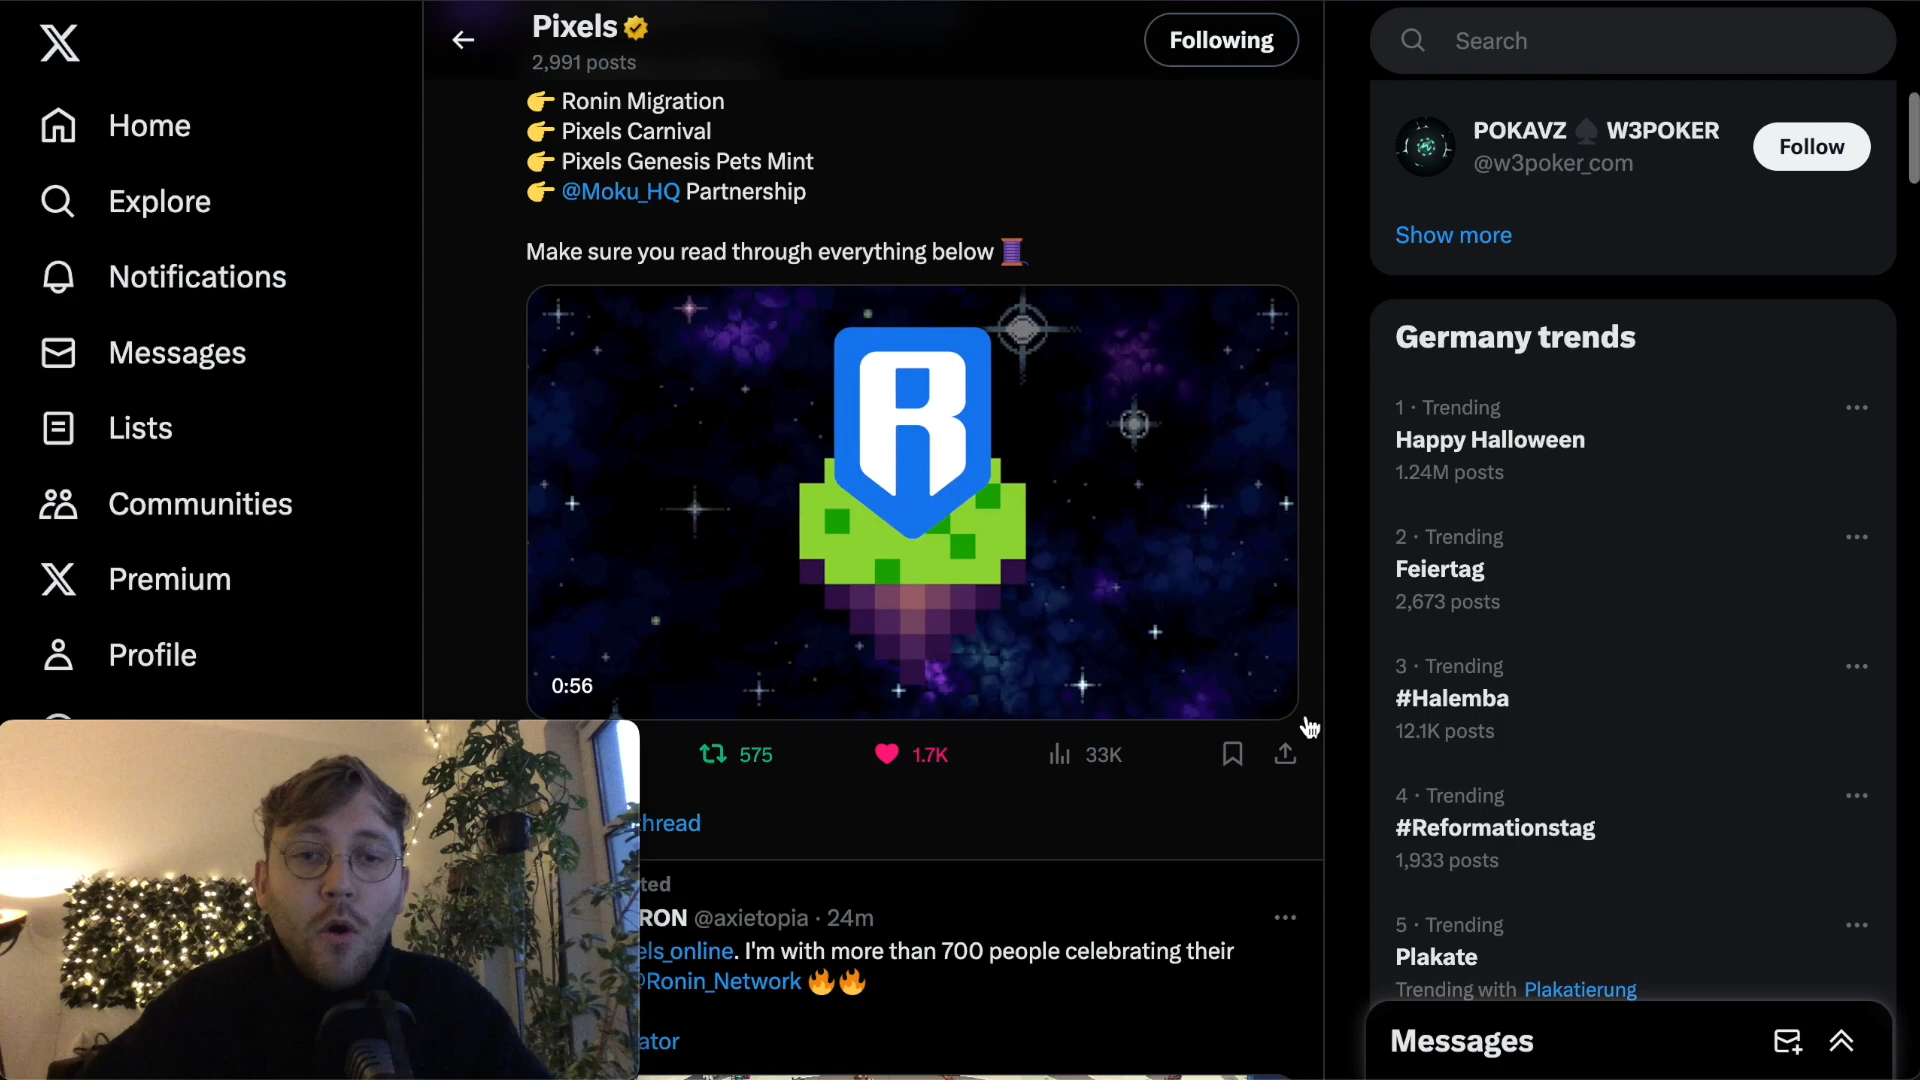 Pixels
2,991 posts
Following
Home
Explore
Notifications
Messages
Lists
Communities
Premium
Profile
👉 Ronin Migration
👉 Pixels Carnival
👉 Pixels Genesis Pets Mint
👉 @Moku_HQ Partnership
Make sure you read through everything below 🧵
R
0:56
575
1.7K
33K
hread
ted
RON @axietopia · 24m
els_online. I'm with more than 700 people celebrating their
@Ronin_Network 🔥🔥
ator
Search
POKAVZ ♠ W3POKER
@w3poker_com
Follow
Show more
Germany trends
1 · Trending
Happy Halloween
1.24M posts
2 · Trending
Feiertag
2,673 posts
3 · Trending
#Halemba
12.1K posts
4 · Trending
#Reformationstag
1,933 posts
5 · Trending
Plakate
Trending with Plakatierung
Messages